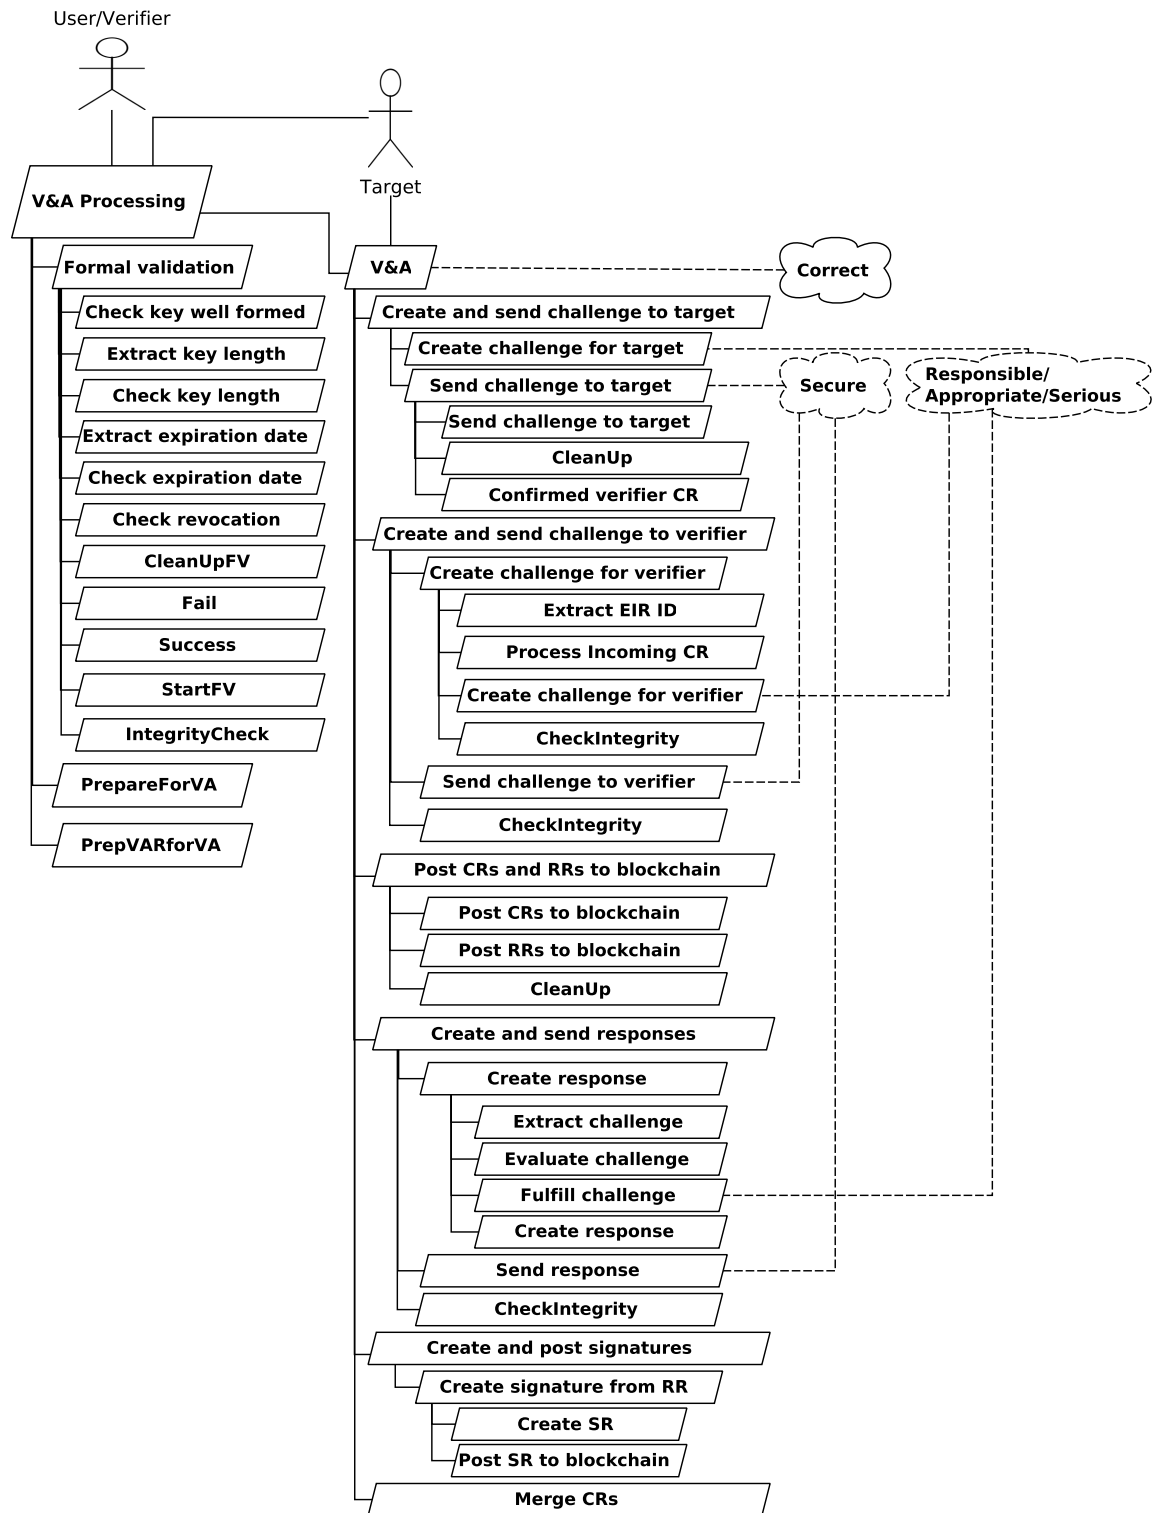 User/Verifier
Target
V&A Processing
Formal validation
Check key well formed
Extract key length
Check key length
Extract expiration date
Check expiration date
Check revocation
CleanUpFV
Fail
Success
StartFV
IntegrityCheck
PrepareForVA
PrepVARforVA
V&A
Correct
Create and send challenge to target
Create challenge for target
Send challenge to target
Secure
Responsible/
Appropriate/Serious
Send challenge to target
CleanUp
Confirmed verifier CR
Create and send challenge to verifier
Create challenge for verifier
Extract EIR ID
Process Incoming CR
Create challenge for verifier
CheckIntegrity
Send challenge to verifier
CheckIntegrity
Post CRs and RRs to blockchain
Post CRs to blockchain
Post RRs to blockchain
CleanUp
Create and send responses
Create response
Extract challenge
Evaluate challenge
Fulfill challenge
Create response
Send response
CheckIntegrity
Create and post signatures
Create signature from RR
Create SR
Post SR to blockchain
Merge CRs